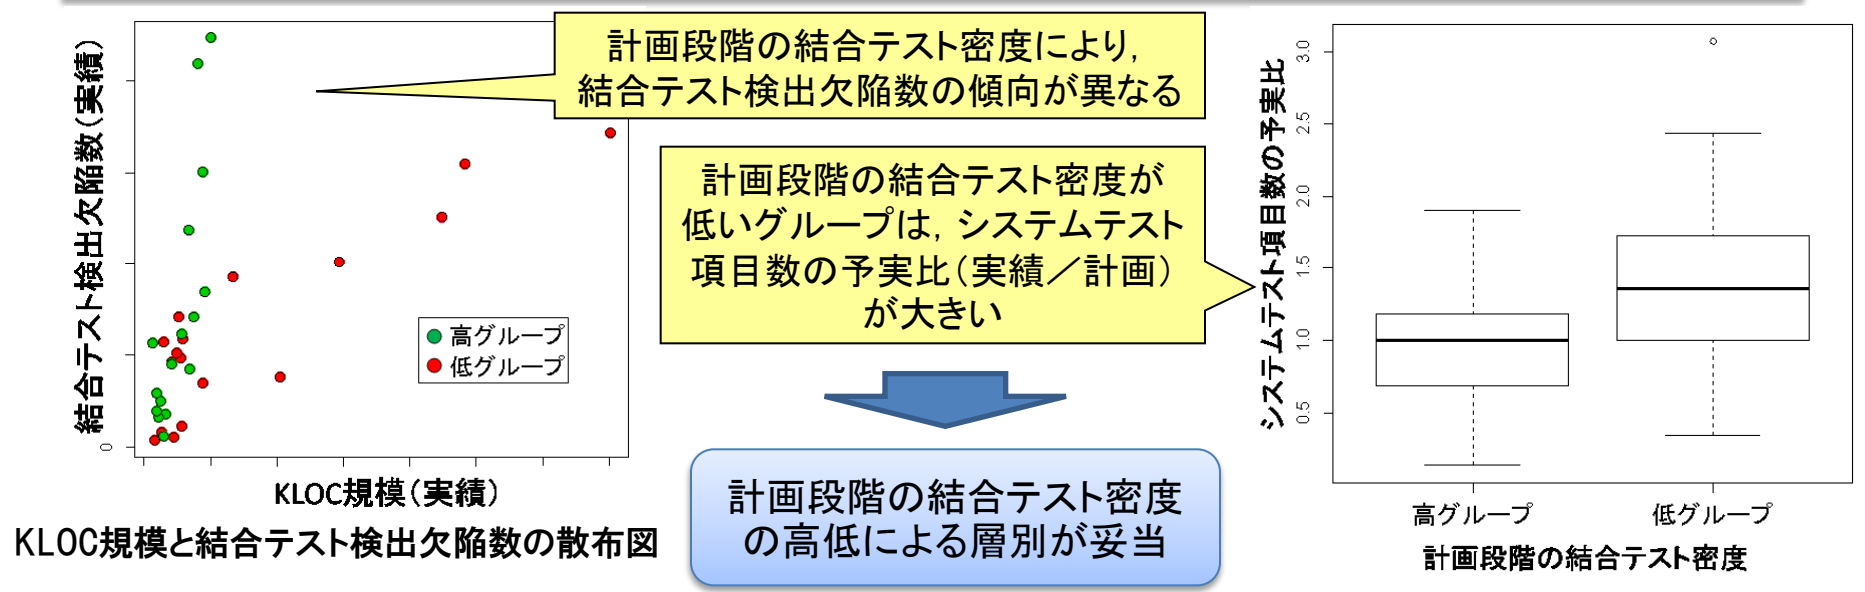 結合テスト検出欠陥数(実績)
0
計画段階の結合テスト密度により,
結合テスト検出欠陥数の傾向が異なる
高グループ
低グループ
KLOC規模(実績)
KLOC規模と結合テスト検出欠陥数の散布図
計画段階の結合テスト密度が
低いグループは, システムテスト
項目数の予実比(実績/計画)
が大きい
計画段階の結合テスト密度
の高低による層別が妥当
システムテスト項目数の予実比
3.0
2.5
2.0
1.5
1.0
0.5
高グループ
低グループ
計画段階の結合テスト密度